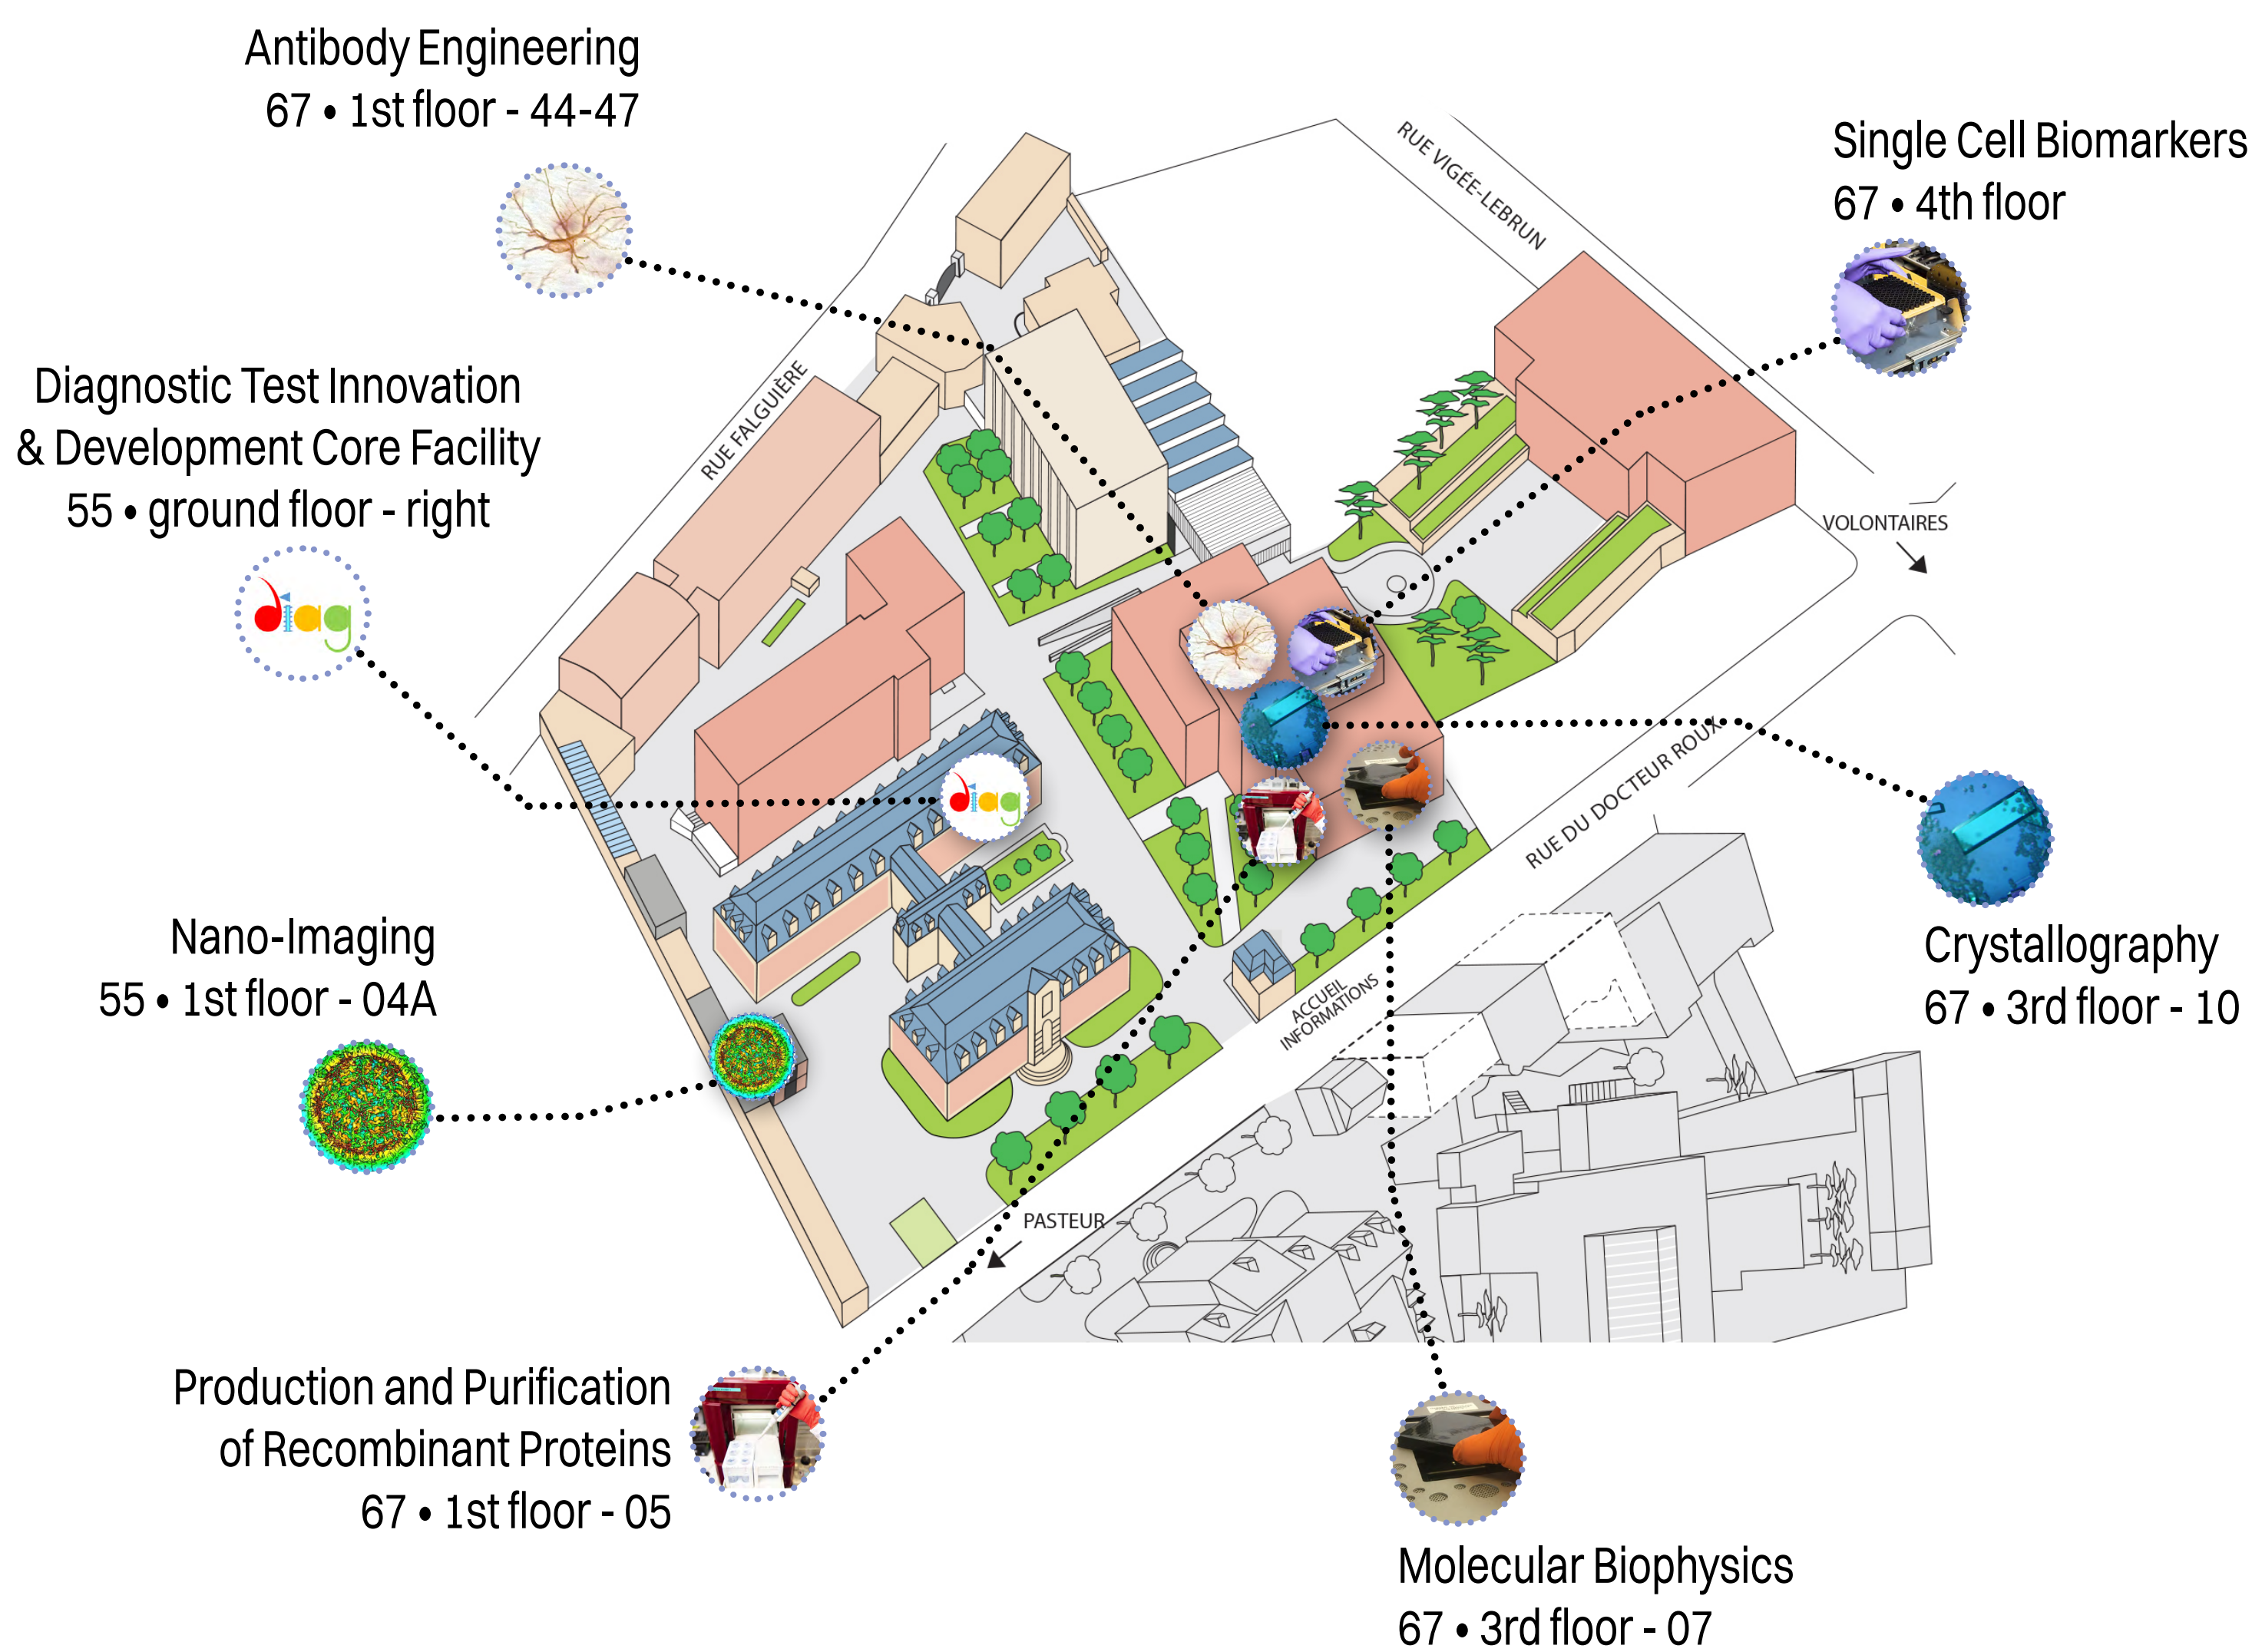 Antibody Engineering
67 • 1st floor - 44-47
Single Cell Biomarkers
67 • 4th floor
RUE VIGÉE-LEBRUN
RUE FALGUIÈRE
Diagnostic Test Innovation
& Development Core Facility
55 • ground floor - right
diag
VOLONTAIRES
diag
RUE DU DOCTEUR ROUX
Crystallography
67 • 3rd floor - 10
Nano-Imaging
55 • 1st floor - 04A
ACCUEIL
INFORMATIONS
PASTEUR
Production and Purification
of Recombinant Proteins
67 • 1st floor - 05
Molecular Biophysics
67 • 3rd floor - 07